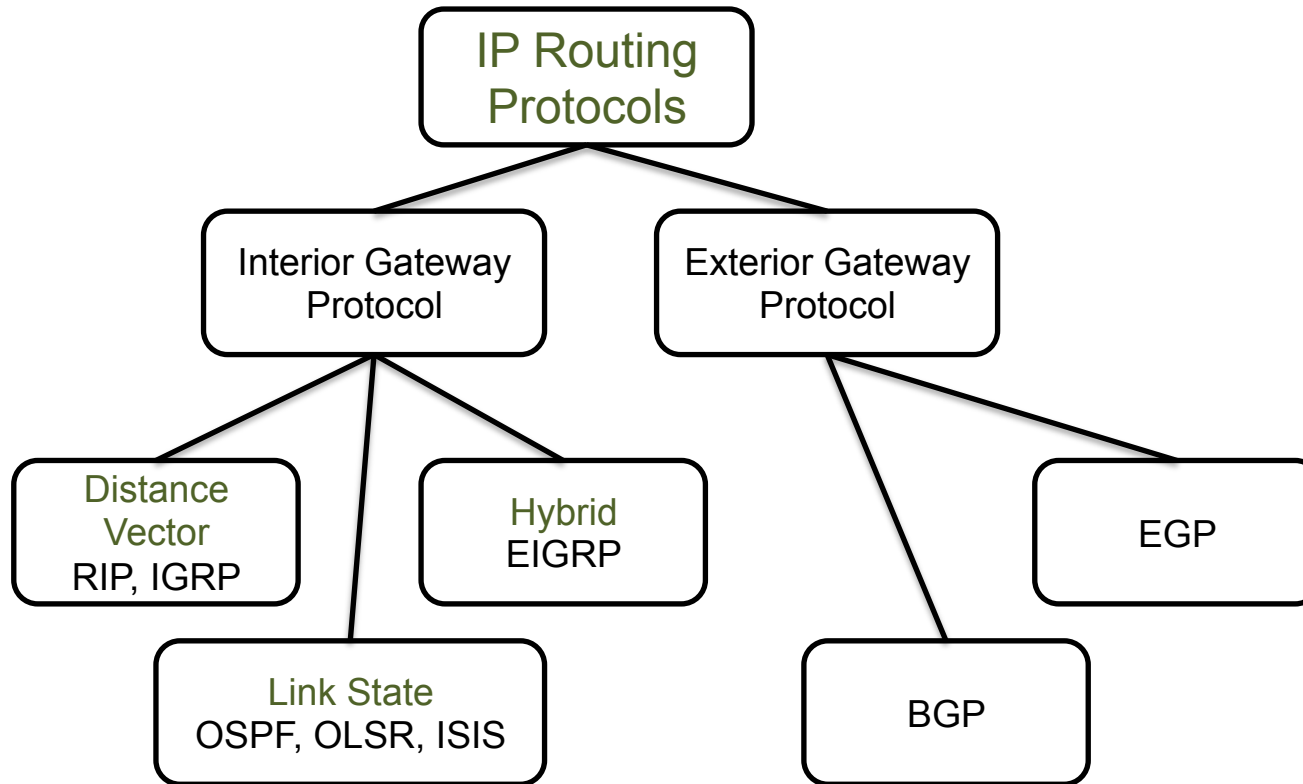 IP Routing
Protocols
Interior Gateway
Protocol
Exterior Gateway
Protocol
Distance
Vector
RIP, IGRP
Hybrid
EIGRP
EGP
Link State
OSPF, OLSR, ISIS
BGP